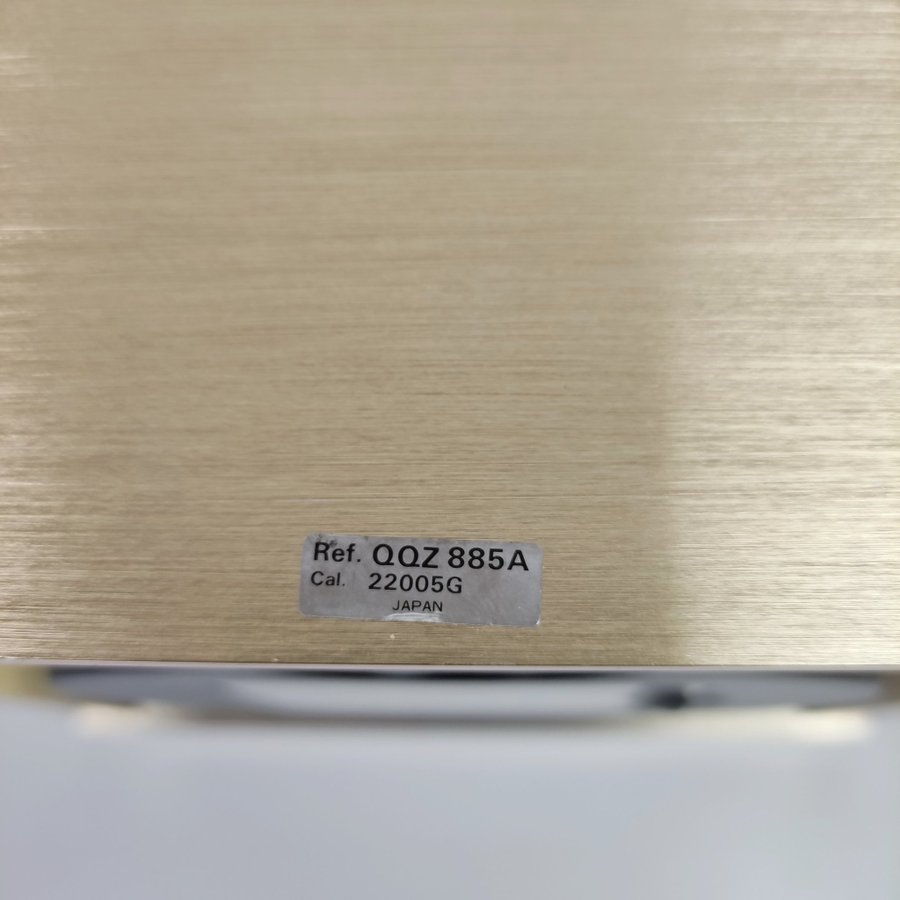 Ref. QQZ 885A
Cal. 22005G
JAPAN